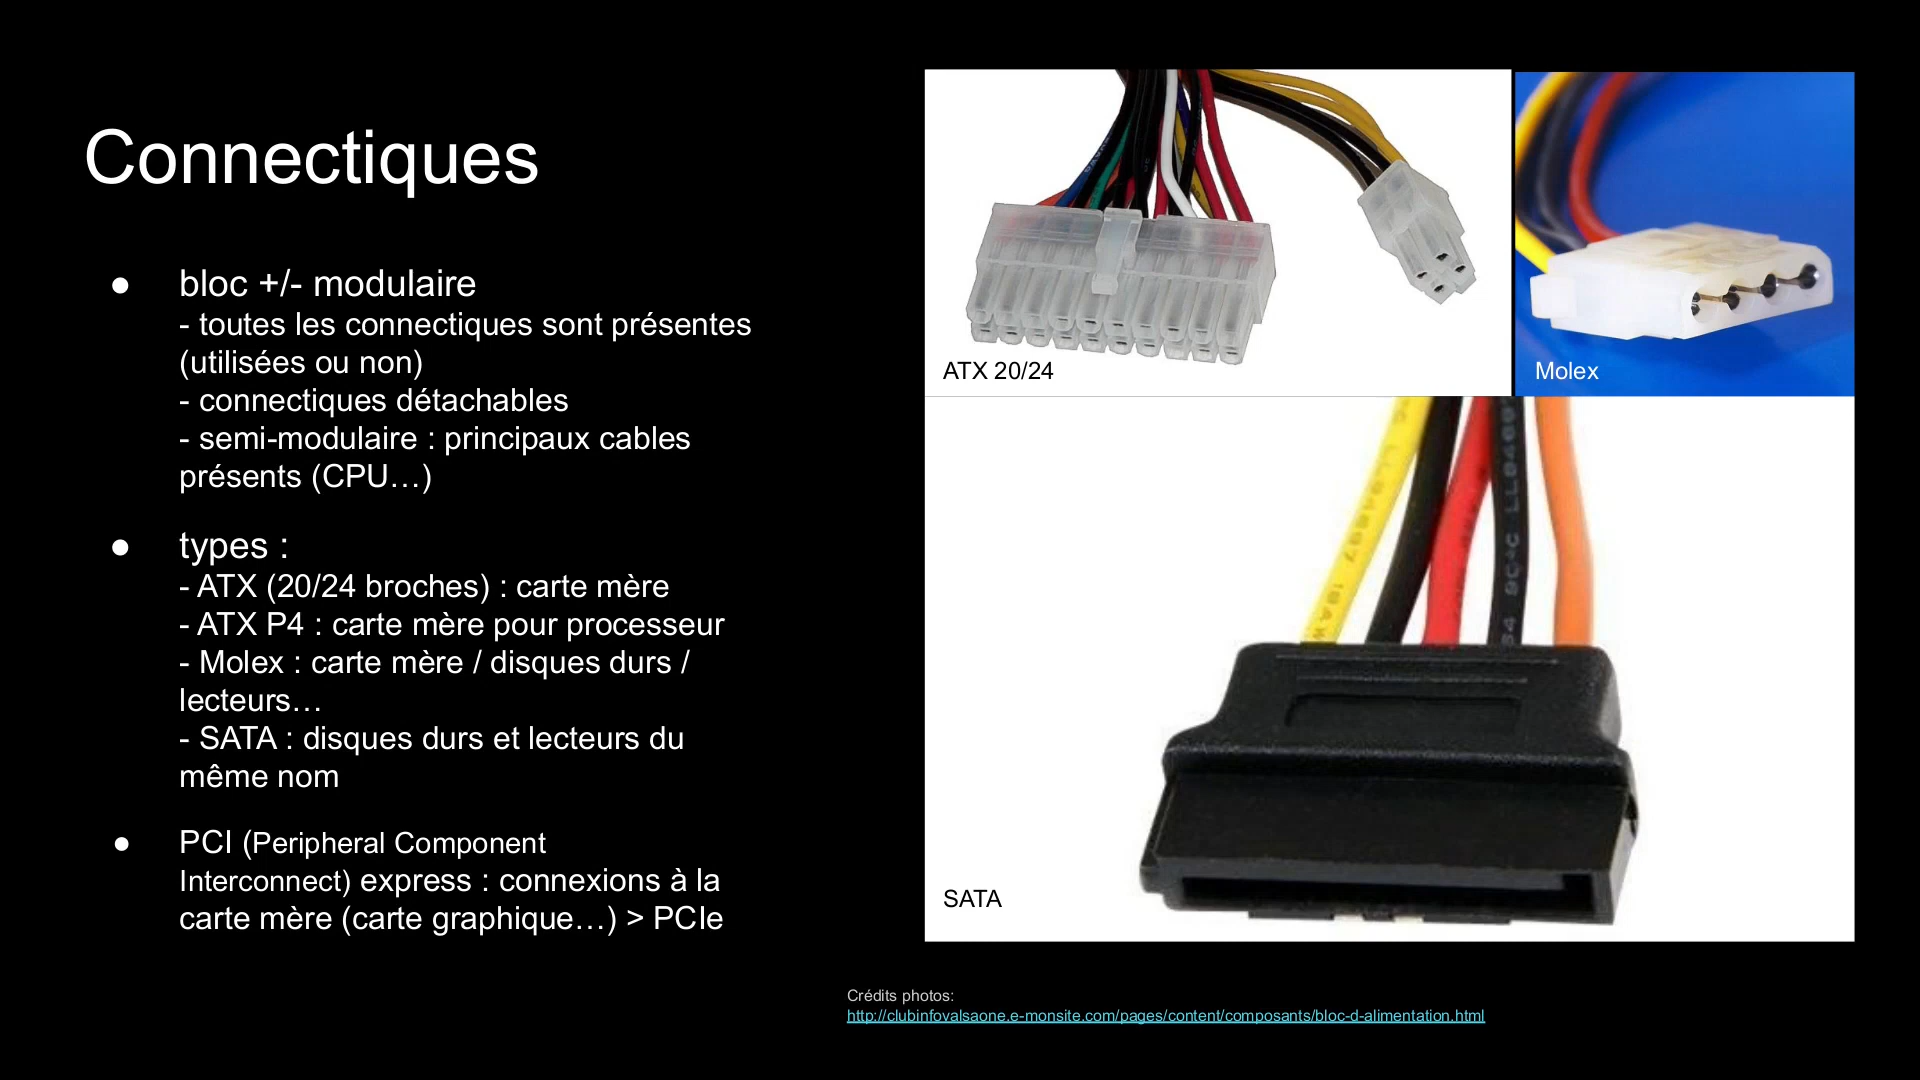 Connectiques
● bloc +/- modulaire
- toutes les connectiques sont présentes
(utilisées ou non)
- connectiques détachables
- semi-modulaire : principaux cables
présents (CPU…)
● types :
- ATX (20/24 broches) : carte mère
- ATX P4 : carte mère pour processeur
- Molex : carte mère / disques durs /
lecteurs…
- SATA : disques durs et lecteurs du
même nom
● PCI (Peripheral Component
Interconnect) express : connexions à la
carte mère (carte graphique…) > PCIe
ATX 20/24
Molex
SATA
Crédits photos:
http://clubinfovalsaone.e-monsite.com/pages/content/composants/bloc-d-alimentation.html